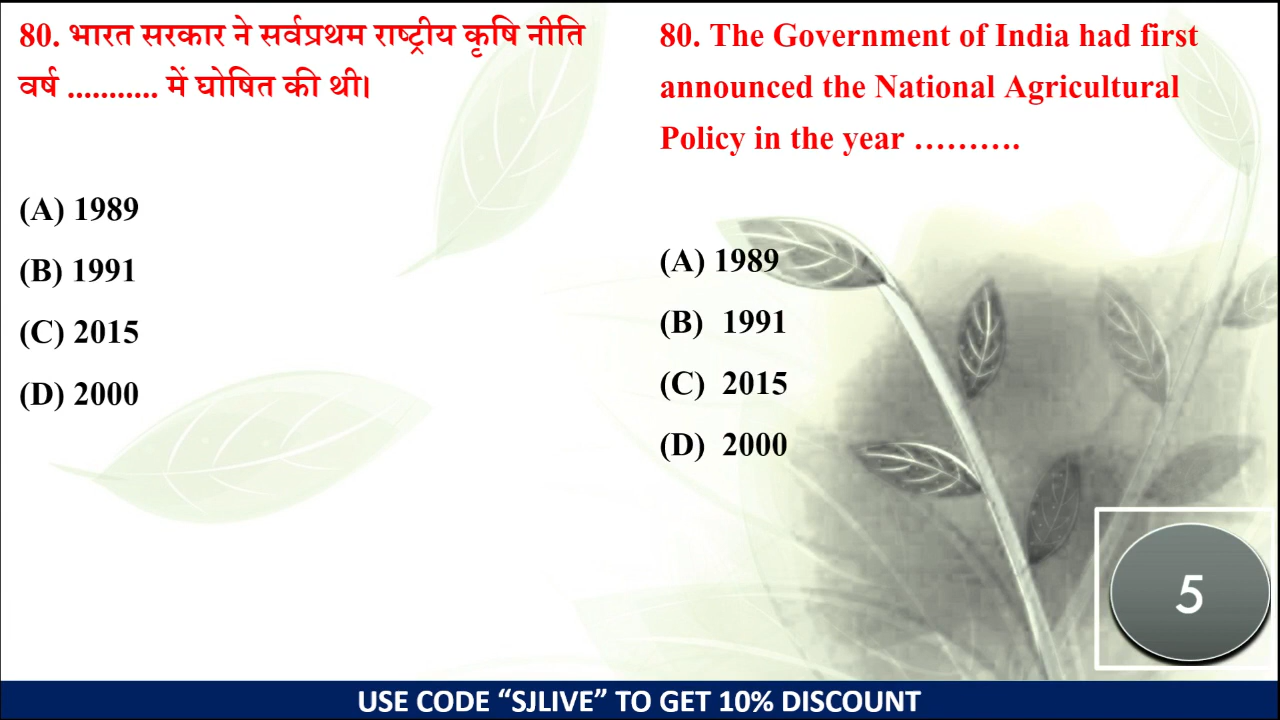 80. भारत सरकार ने सर्वप्रथम राष्ट्रीय कृषि नीति
वर्ष ........... में घोषित की थी।
(A) 1989
(B) 1991
(C) 2015
(D) 2000
80. The Government of India had first
announced the National Agricultural
Policy in the year ……….
(A) 1989
(B) 1991
(C) 2015
(D) 2000
5
USE CODE “SJLIVE” TO GET 10% DISCOUNT